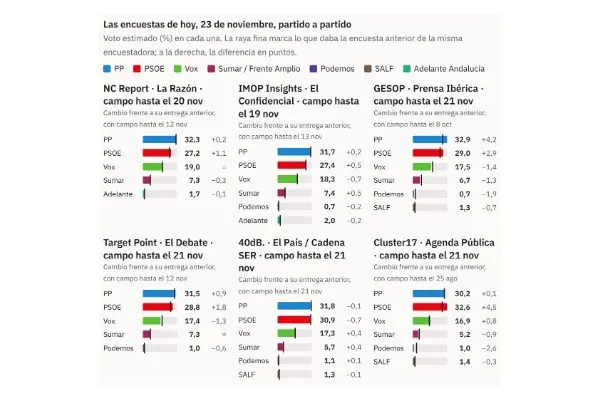 Las encuestas de hoy, 23 de noviembre, partido a partido
Voto estimado (%) en cada una. La raya fina marca lo que daba la encuesta anterior de la misma
encuestadora; a la derecha, la diferencia en puntos.
PP PSOE Vox Sumar / Frente Amplio Podemos SALF Adelante Andalucía
NC Report · La Razón ·
campo hasta el 20 nov
Cambio frente a su entrega anterior,
con campo hasta el 12 nov
PP 32,3 +0,2
PSOE 27,2 +1,1
Vox 19,0 =
Sumar 7,3 −0,3
Adelante 1,7 −0,1
IMOP Insights · El
Confidencial · campo hasta
el 19 nov
Cambio frente a su entrega anterior,
con campo hasta el 13 nov
PP 31,7 +0,2
PSOE 27,4 +0,5
Vox 18,3 −0,7
Sumar 7,4 +0,5
Podemos 0,7 −0,2
Adelante 2,0 −0,2
GESOP · Prensa Ibérica ·
campo hasta el 21 nov
Cambio frente a su entrega anterior,
con campo hasta el 8 oct
PP 32,9 +4,2
PSOE 29,0 +2,9
Vox 17,5 −1,4
Sumar 6,7 −1,3
Podemos 0,7 −1,9
SALF 1,3 −0,7
Target Point · El Debate ·
campo hasta el 21 nov
Cambio frente a su entrega anterior,
con campo hasta el 12 nov
PP 31,5 +0,9
PSOE 28,8 +1,8
Vox 17,4 −1,3
Sumar 7,3 =
Podemos 1,0 −0,6
40dB. · El País / Cadena
SER · campo hasta el 21
nov
Cambio frente a su entrega anterior,
con campo hasta el 21 nov
PP 31,8 −0,1
PSOE 30,9 −0,7
Vox 17,3 +0,4
Sumar 5,7 +0,4
Podemos 1,1 +0,1
SALF 1,3 −0,1
Cluster17 · Agenda Pública
· campo hasta el 21 nov
Cambio frente a su entrega anterior,
con campo hasta el 25 ago
PP 30,2 +0,1
PSOE 32,6 +4,5
Vox 16,9 +0,8
Sumar 5,2 −0,9
Podemos 1,0 −2,6
SALF 1,4 −0,3